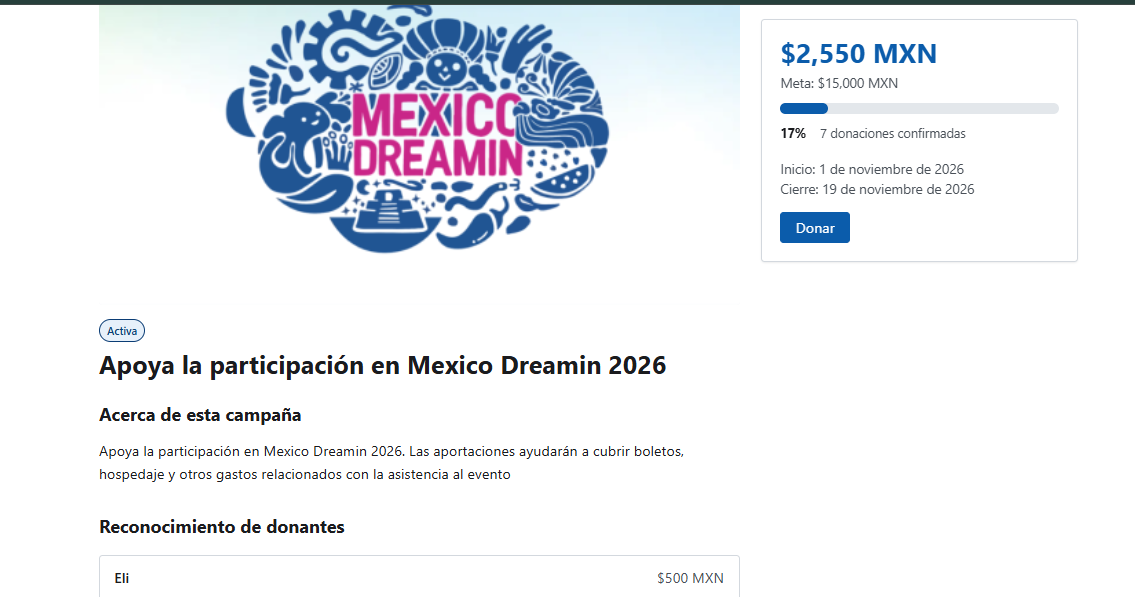 MEXICO
DREAMIN
$2,550 MXN
Meta: $15,000 MXN
17% 7 donaciones confirmadas
Inicio: 1 de noviembre de 2026
Cierre: 19 de noviembre de 2026
Donar
Activa
Apoya la participación en Mexico Dreamin 2026
Acerca de esta campaña
Apoya la participación en Mexico Dreamin 2026. Las aportaciones ayudarán a cubrir boletos,
hospedaje y otros gastos relacionados con la asistencia al evento
Reconocimiento de donantes
Eli $500 MXN